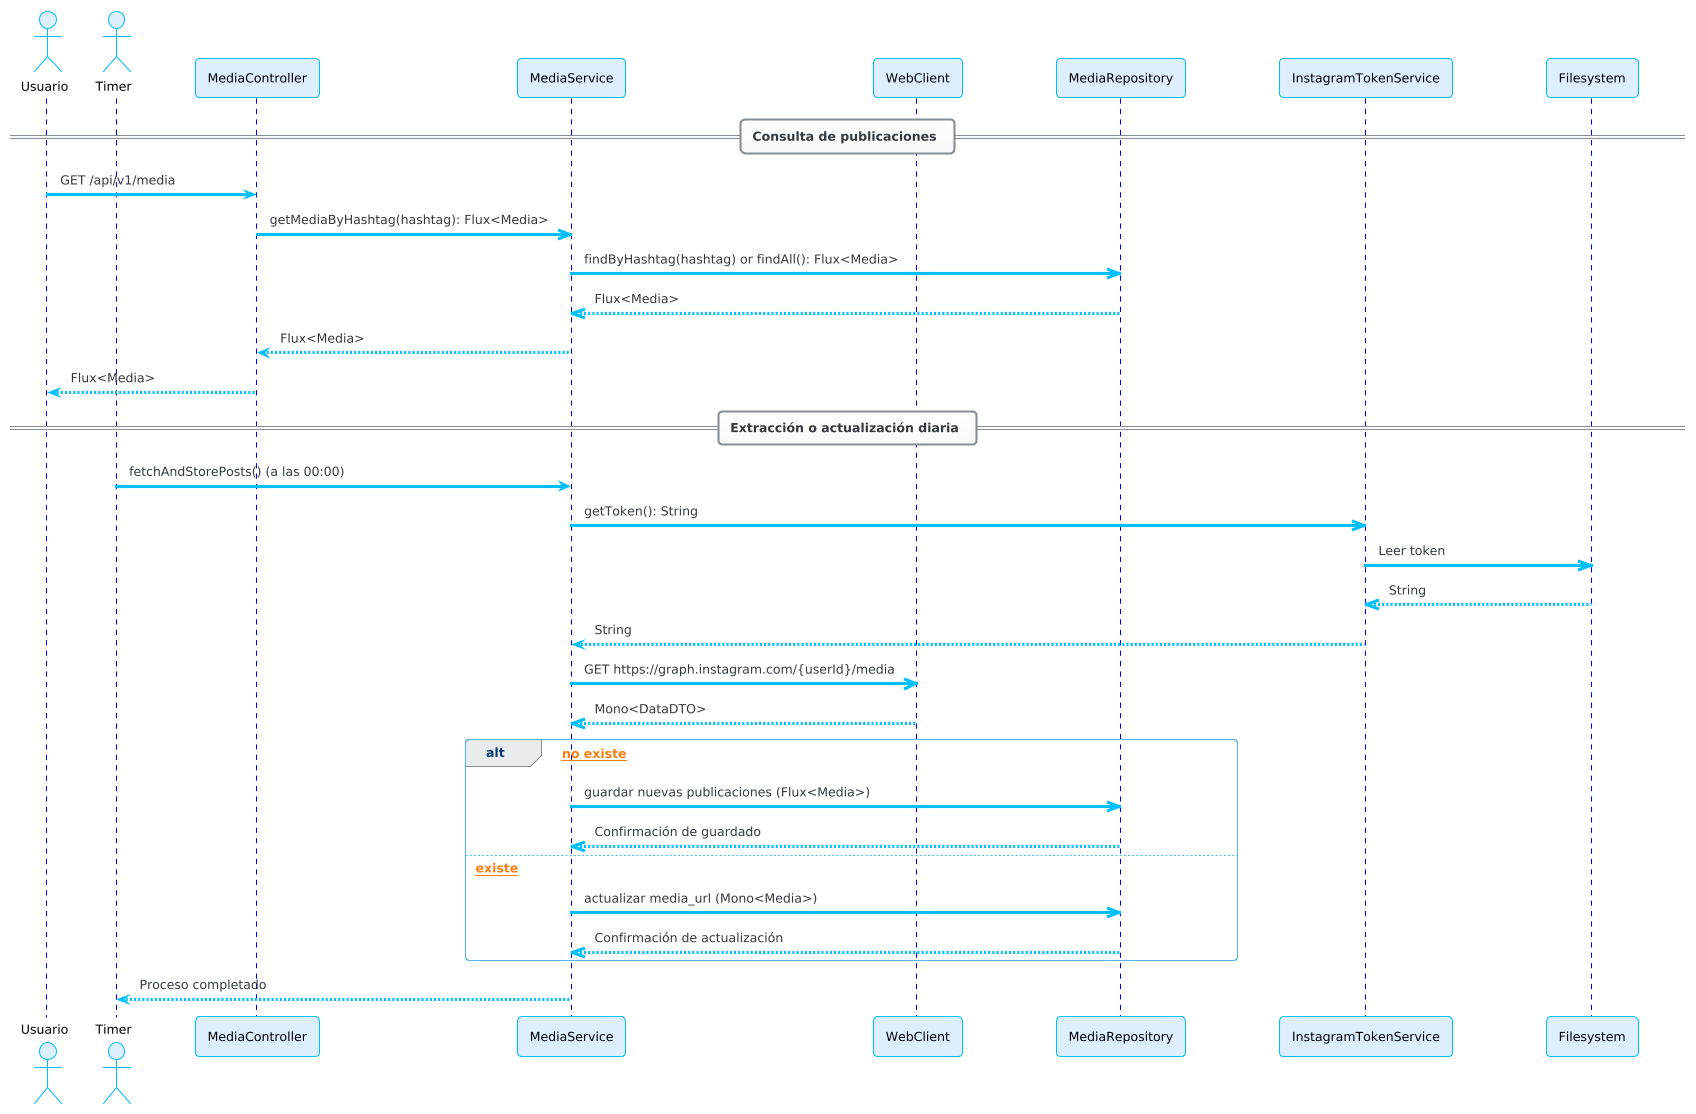 Usuario
Timer
MediaController
MediaService
WebClient
MediaRepository
InstagramTokenService
Filesystem
Consulta de publicaciones
GET /api/v1/media
getMediaByHashtag(hashtag): Flux<Media>
findByHashtag(hashtag) or findAll(): Flux<Media>
Flux<Media>
Flux<Media>
Flux<Media>
Extracción o actualización diaria
fetchAndStorePosts() (a las 00:00)
getToken(): String
Leer token
String
String
GET https://graph.instagram.com/{userId}/media
Mono<DataDTO>
alt
no existe
guardar nuevas publicaciones (Flux<Media>)
Confirmación de guardado
existe
actualizar media_url (Mono<Media>)
Confirmación de actualización
Proceso completado
Usuario
Timer
MediaController
MediaService
WebClient
MediaRepository
InstagramTokenService
Filesystem